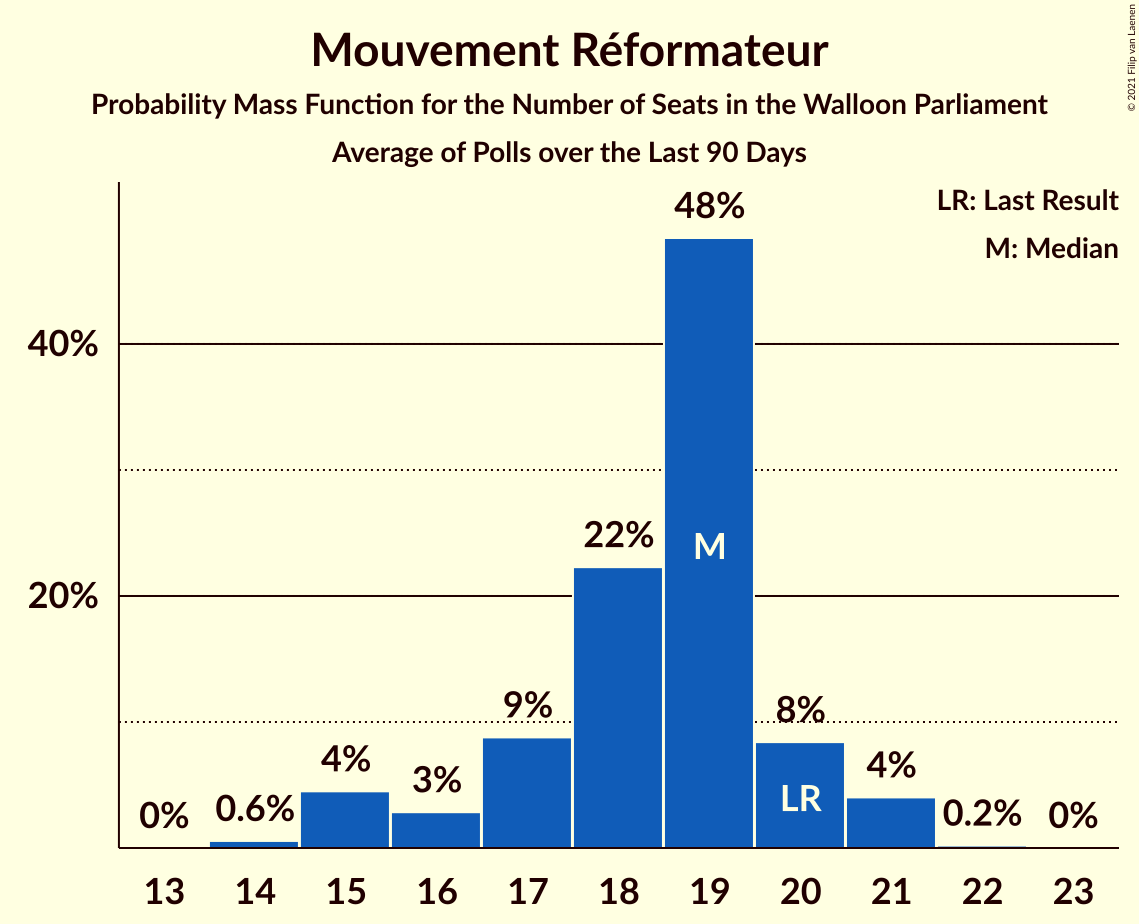 Mouvement Réformateur
Probability Mass Function for the Number of Seats in the Walloon Parliament
Average of Polls over the Last 90 Days
© 2021 Filip van Laenen
LR: Last Result
M: Median
40%
20%
0%
0.6%
4%
3%
9%
22%
48%
8%
4%
0.2%
0%
M
LR
13 14 15 16 17 18 19 20 21 22 23